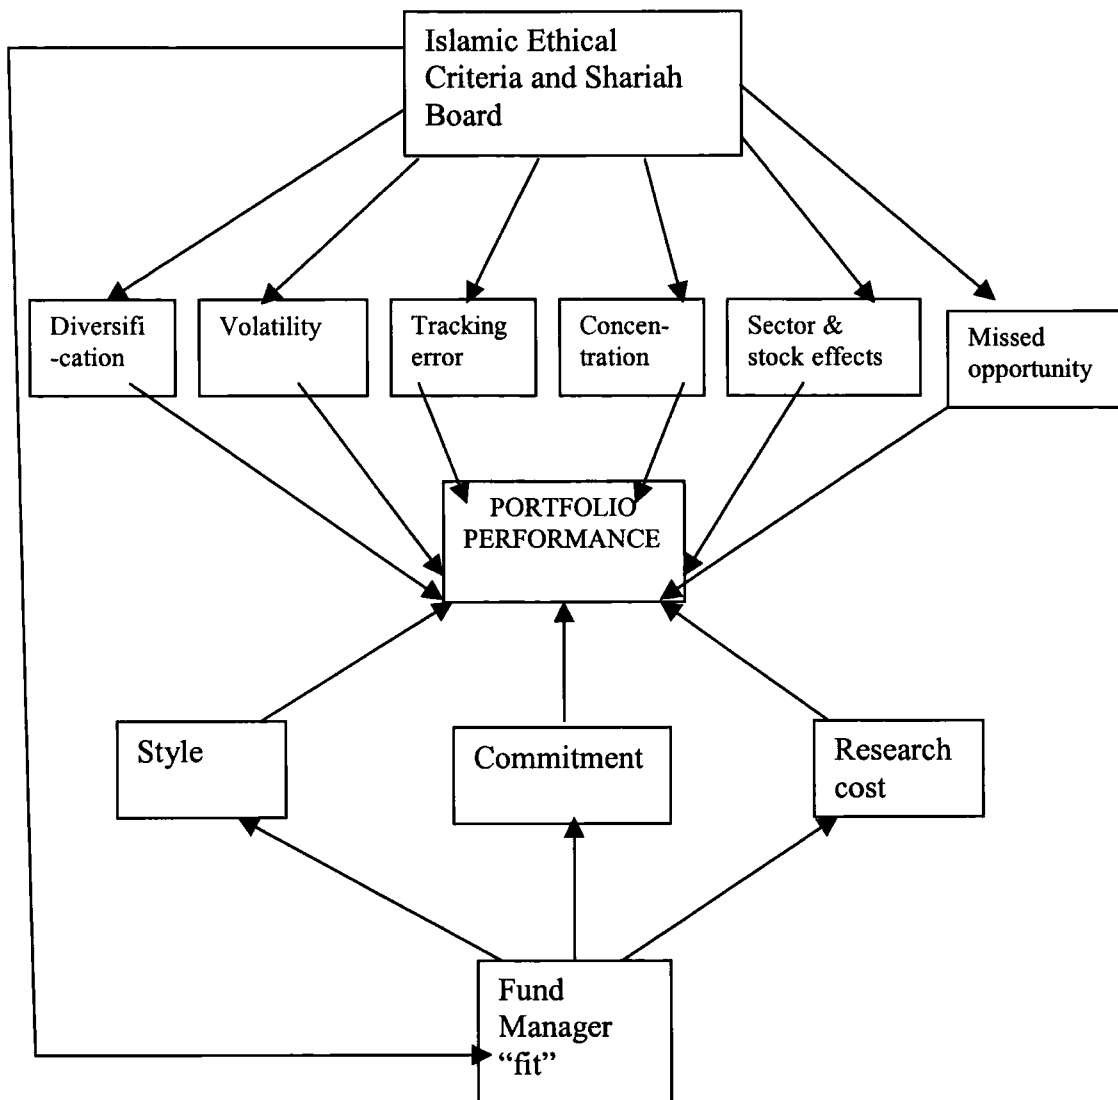 Islamic Ethical
Criteria and Shariah
Board
Diversifi
-cation
Volatility
Tracking
error
Concen-
tration
Sector &
stock effects
Missed
opportunity
PORTFOLIO
PERFORMANCE
Style
Commitment
Research
cost
Fund
Manager
“fit”